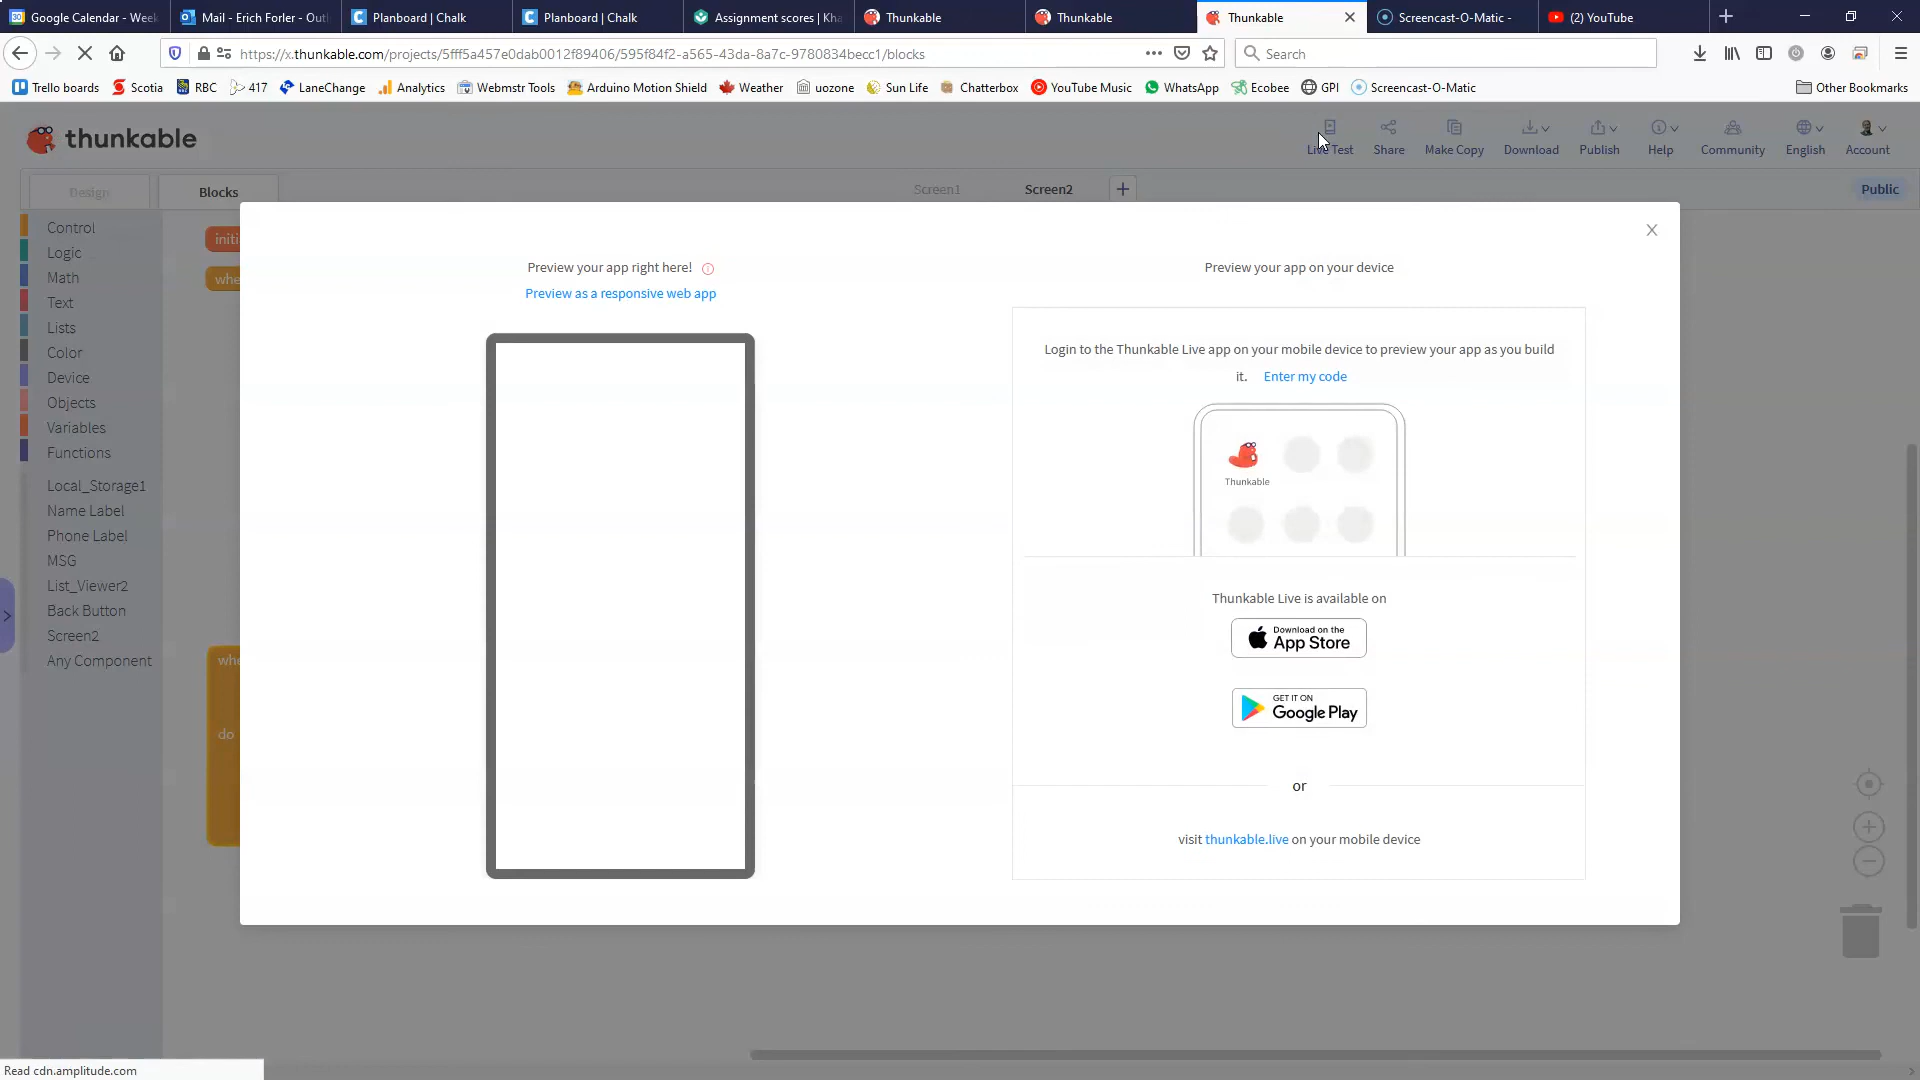 Google Calendar - Week
Mail - Erich Forler - Outl
Planboard | Chalk
Planboard | Chalk
Assignment scores | Kha
Thunkable
Thunkable
Thunkable
Screencast-O-Matic -
(2) YouTube
https://x.thunkable.com/projects/5fff5a457e0dab0012f89406/595f84f2-a565-43da-8a7c-9780834becc1/blocks
Search
Trello boards
Scotia
RBC
417
LaneChange
Analytics
Webmstr Tools
Arduino Motion Shield
Weather
uozone
Sun Life
Chatterbox
YouTube Music
WhatsApp
Ecobee
GPI
Screencast-O-Matic
Other Bookmarks
thunkable
Live Test
Share
Make Copy
Download
Publish
Help
Community
English
Account
Design
Blocks
Screen1
Screen2
Public
Control
Logic
Math
Text
Lists
Color
Device
Objects
Variables
Functions
Local_Storage1
Name Label
Phone Label
MSG
List_Viewer2
Back Button
Screen2
Any Component
initi
whe
whe
do
X
Preview your app right here!
Preview as a responsive web app
Preview your app on your device
Login to the Thunkable Live app on your mobile device to preview your app as you build
it. Enter my code
Thunkable
Thunkable Live is available on
Download on the
App Store
GET IT ON
Google Play
or
visit thunkable.live on your mobile device
Read cdn.amplitude.com